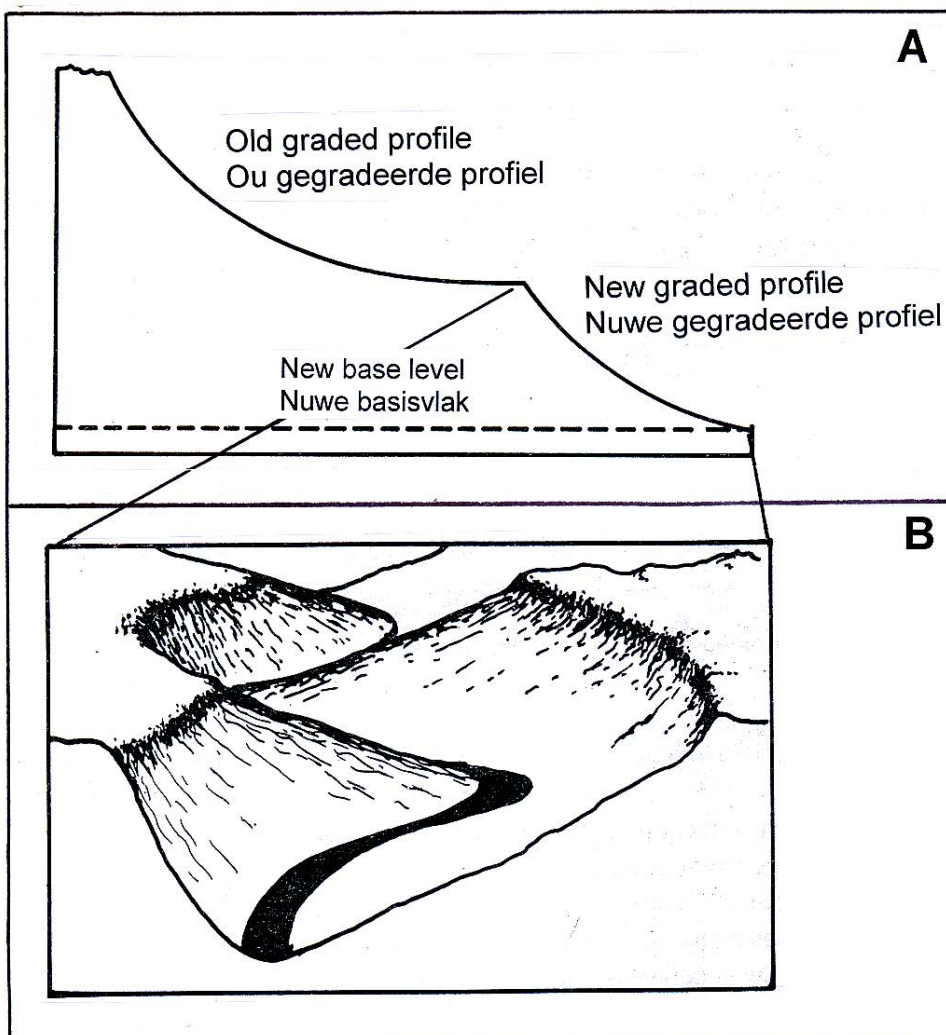 A
Old graded profile
Ou gegradeerde profiel
New graded profile
Nuwe gegradeerde profiel
New base level
Nuwe basisvlak
B